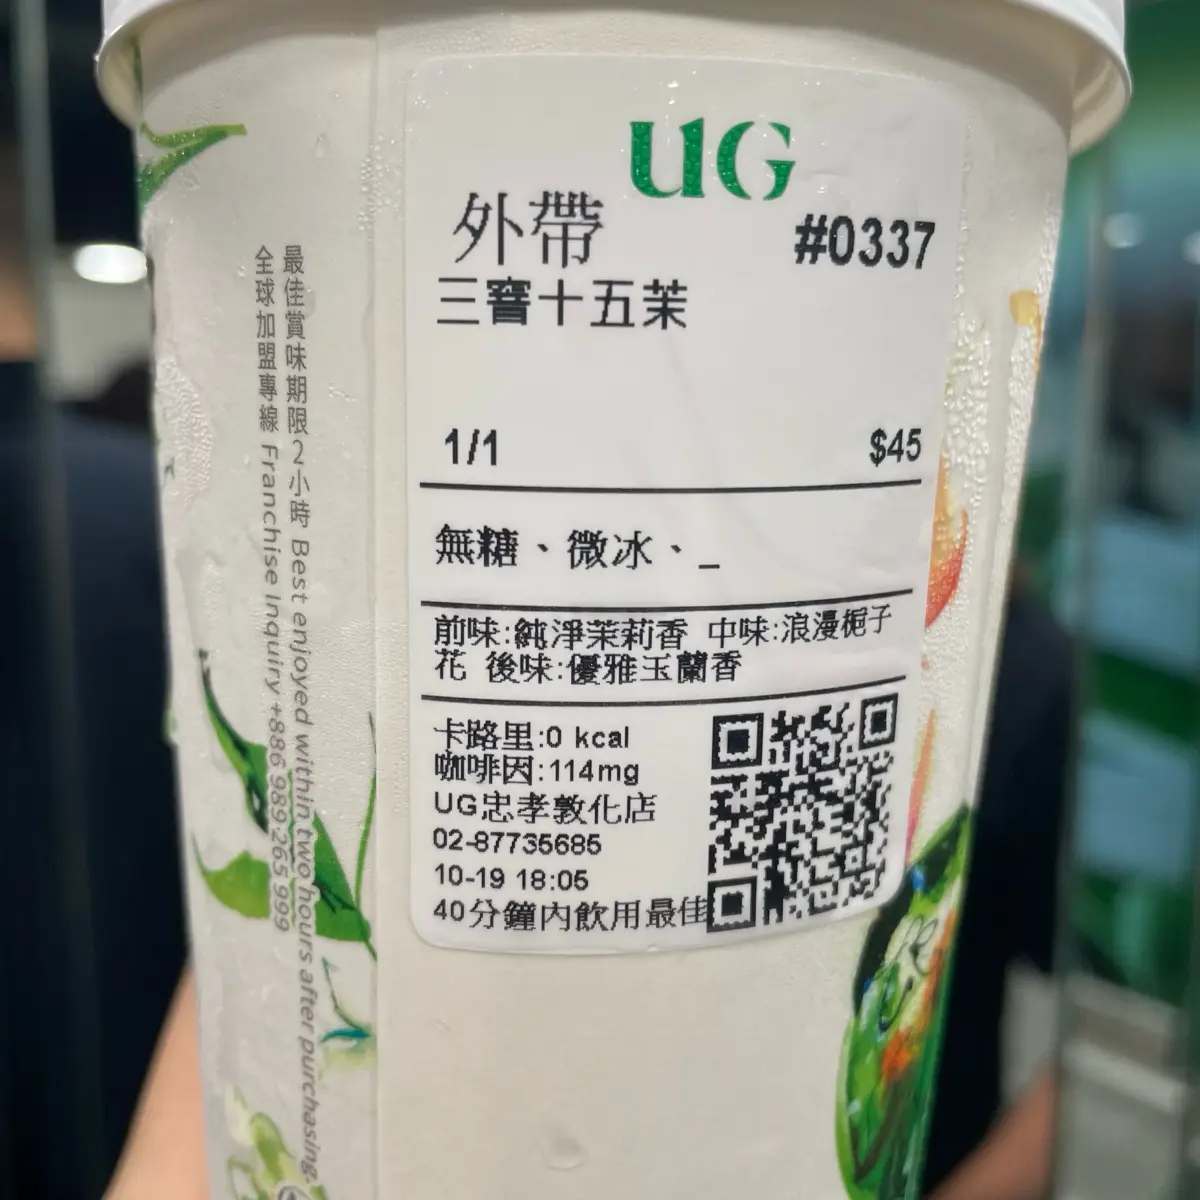 UG
外帶
#0337
三窨十五茉
1/1
$45
無糖、微冰、_
前味:純淨茉莉香 中味:浪漫梔子
花 後味:優雅玉蘭香
卡路里:0 kcal
咖啡因:114mg
UG忠孝敦化店
02-87735685
10-19 18:05
40分鐘內飲用最佳
最佳賞味期限2小時 Best enjoyed within two hours after purchasing.
全球加盟專線 Franchise Inquiry +886 989 265 999